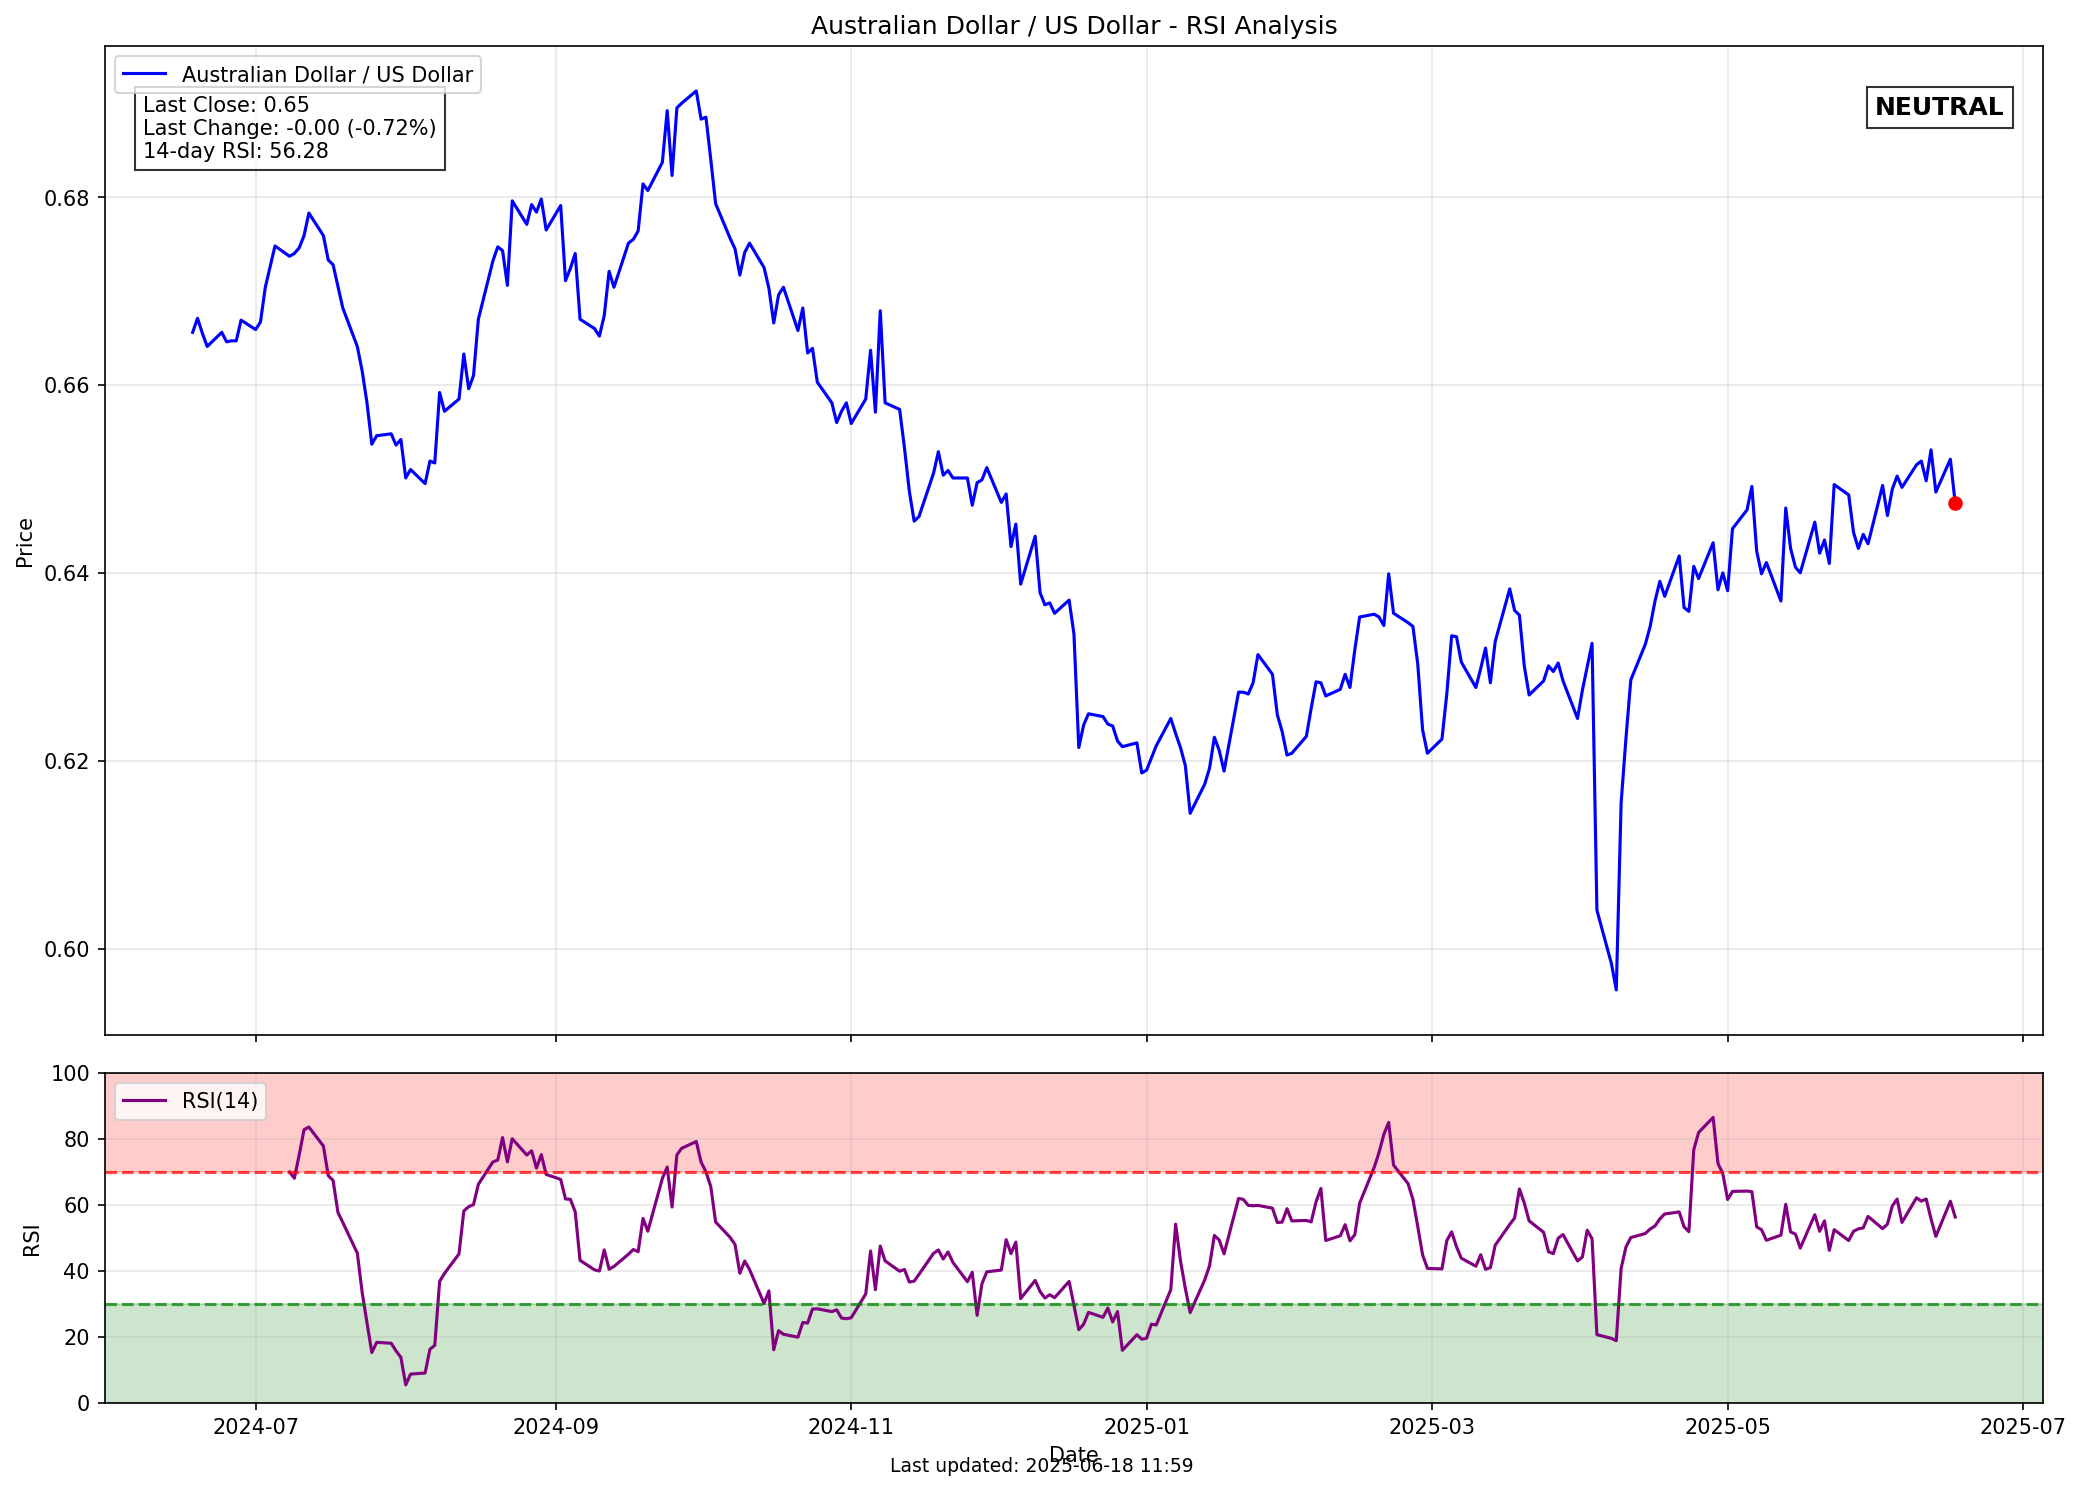 Australian Dollar / US Dollar - RSI Analysis
Australian Dollar / US Dollar
Last Close: 0.65
Last Change: -0.00 (-0.72%)
14-day RSI: 56.28
NEUTRAL
0.68
0.66
0.64
0.62
0.60
Price
100
80
60
40
20
0
RSI
RSI(14)
2024-07
2024-09
2024-11
2025-01
2025-03
2025-05
2025-07
Date
Last updated: 2025-06-18 11:59